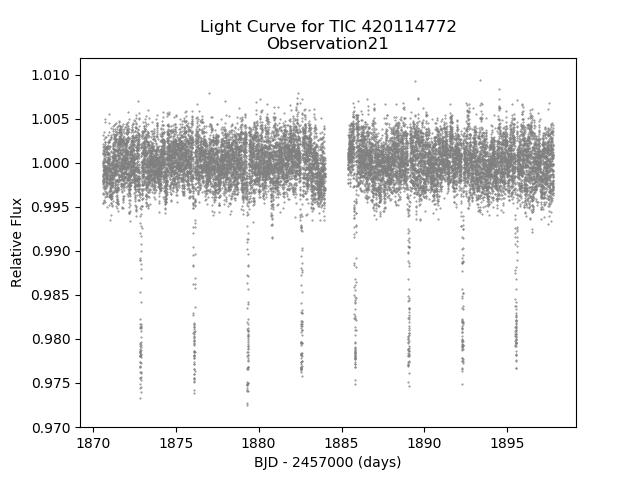 Light Curve for TIC 420114772
Observation21
1.010
1.005
1.000
0.995
0.990
0.985
0.980
0.975
0.970
Relative Flux
1870 1875 1880 1885 1890 1895
BJD - 2457000 (days)